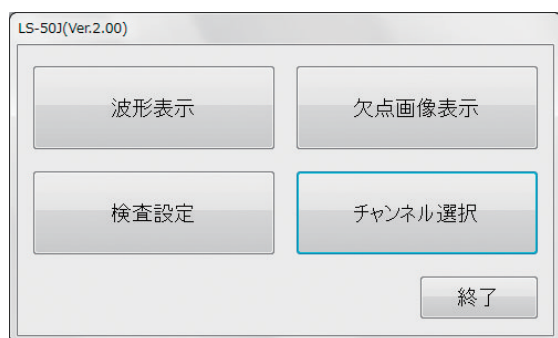 LS-50J(Ver.2.00)
波形表示
欠点画像表示
検査設定
チャンネル選択
終了